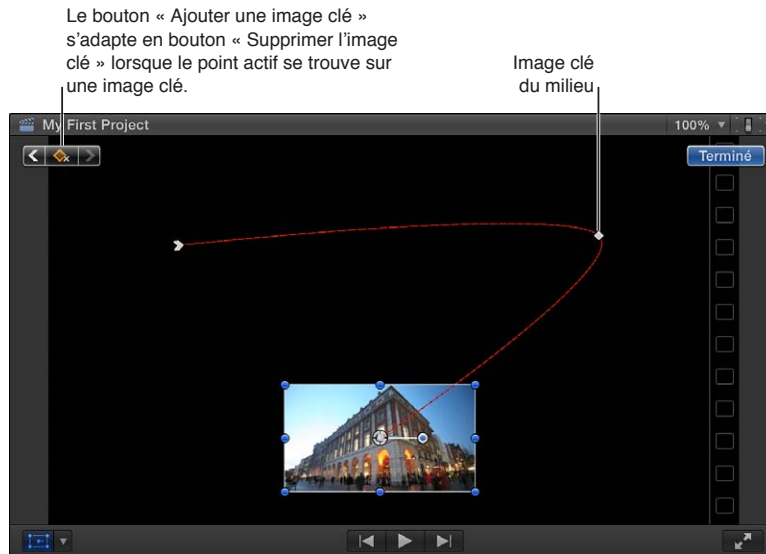 Le bouton « Ajouter une image clé »
s’adapte en bouton « Supprimer l’image
clé » lorsque le point actif se trouve sur
une image clé.
Image clé
du milieu
My First Project
100%
Terminé